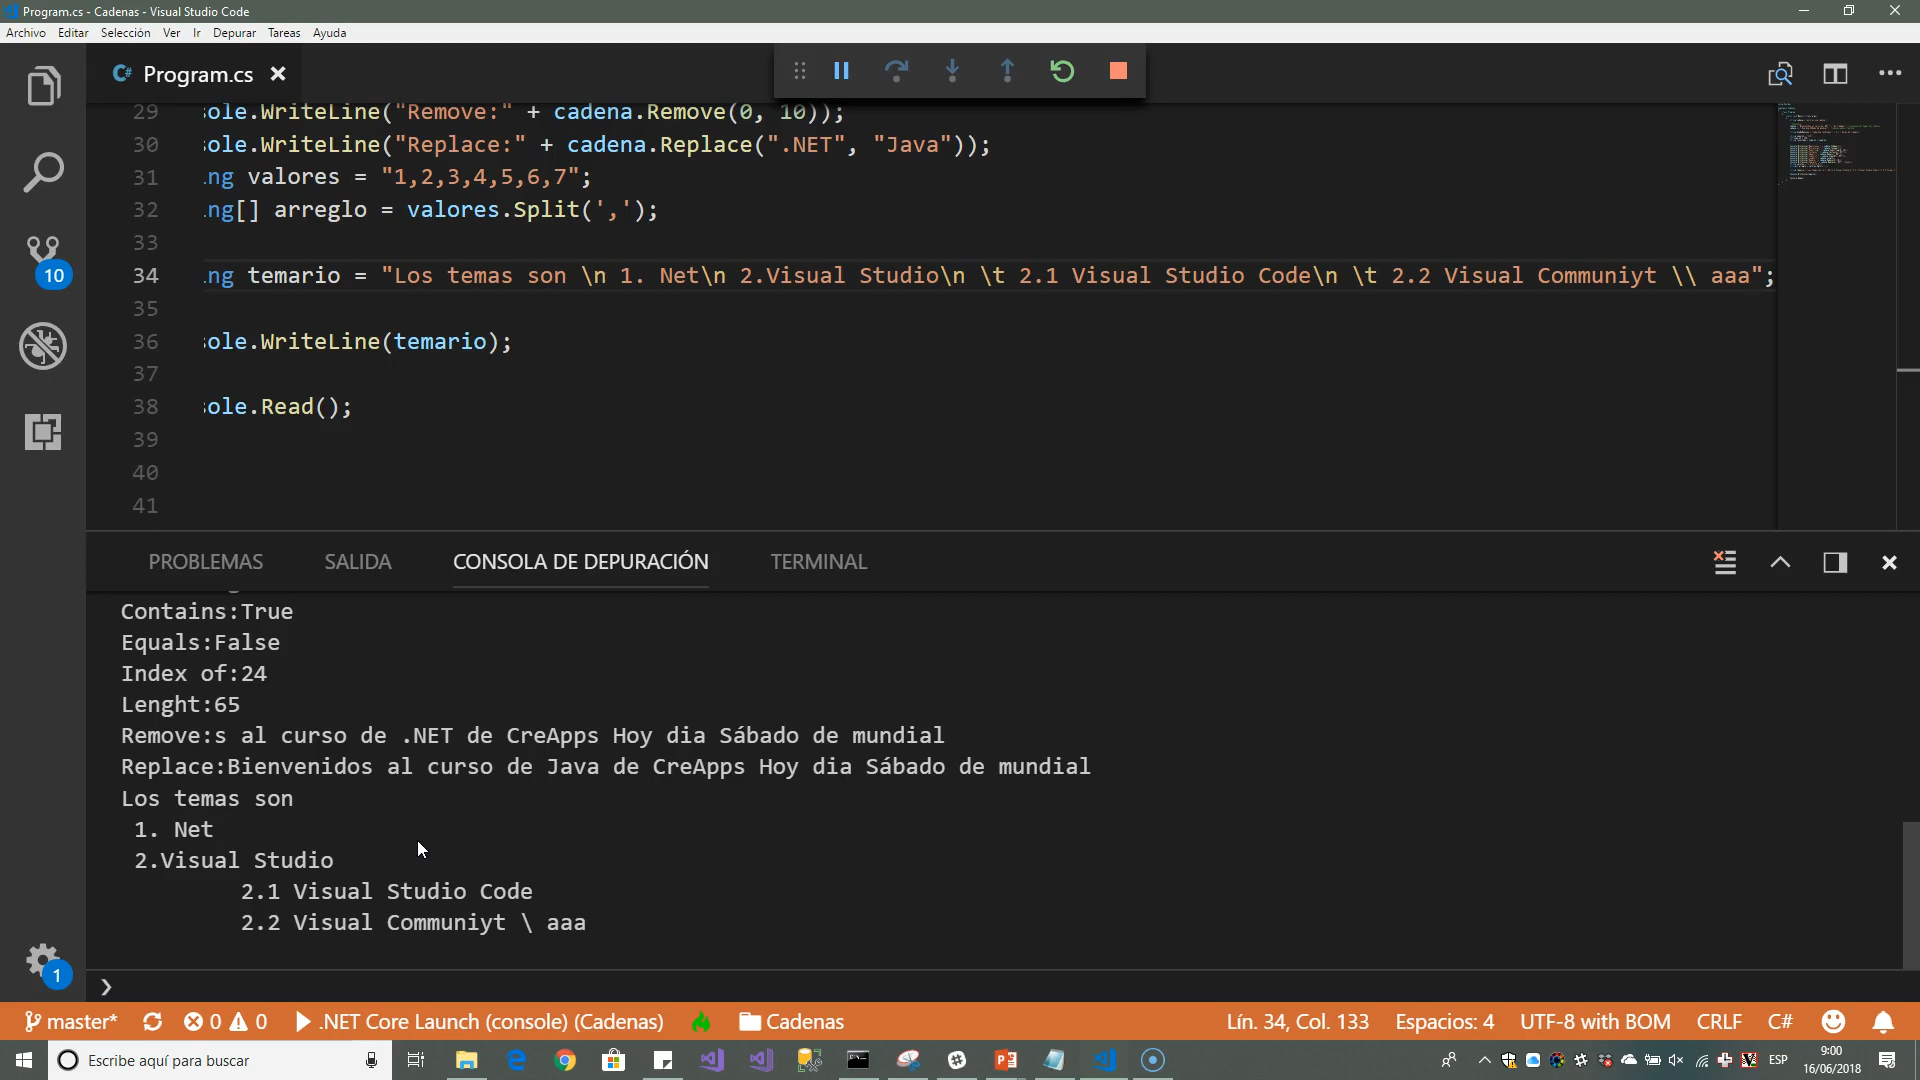 Program.cs - Cadenas - Visual Studio Code
Archivo Editar Selección Ver Ir Depurar Tareas Ayuda
C# Program.cs
29 sole.WriteLine("Remove:" + cadena.Remove(0, 10));
30 sole.WriteLine("Replace:" + cadena.Replace(".NET", "Java"));
31 ng valores = "1,2,3,4,5,6,7";
32 ng[] arreglo = valores.Split(',');
33
34 ng temario = "Los temas son \n 1. Net\n 2.Visual Studio\n \t 2.1 Visual Studio Code\n \t 2.2 Visual Communiyt \\ aaa";
35
36 sole.WriteLine(temario);
37
38 sole.Read();
39
40
41
10
PROBLEMAS SALIDA CONSOLA DE DEPURACIÓN TERMINAL
Contains:True
Equals:False
Index of:24
Lenght:65
Remove:s al curso de .NET de CreApps Hoy dia Sábado de mundial
Replace:Bienvenidos al curso de Java de CreApps Hoy dia Sábado de mundial
Los temas son
1. Net
2.Visual Studio
2.1 Visual Studio Code
2.2 Visual Communiyt \ aaa
1
master* 0 0 .NET Core Launch (console) (Cadenas) Cadenas Lín. 34, Col. 133 Espacios: 4 UTF-8 with BOM CRLF C#
Escribe aquí para buscar ESP 9:00
16/06/2018